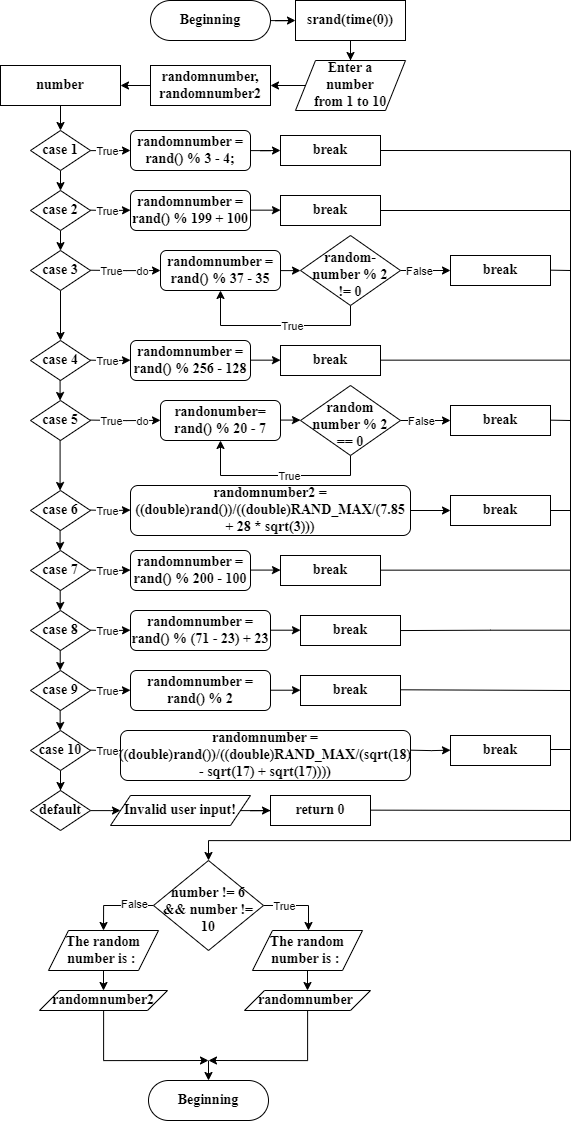 Beginning
srand(time(0))
Enter a
number
from 1 to 10
randomnumber,
randomnumber2
number
case 1
True
randomnumber =
rand() % 3 - 4;
break
case 2
True
randomnumber =
rand() % 199 + 100
break
case 3
True
do
randomnumber =
rand() % 37 - 35
random-
number % 2
!= 0
False
break
True
case 4
True
randomnumber =
rand() % 256 - 128
break
case 5
True
do
randonumber=
rand() % 20 - 7
random
number % 2
== 0
False
break
True
case 6
True
randomnumber2 =
((double)rand())/((double)RAND_MAX/(7.85
+ 28 * sqrt(3)))
break
case 7
True
randomnumber =
rand() % 200 - 100
break
case 8
True
randomnumber =
rand() % (71 - 23) + 23
break
case 9
True
randomnumber =
rand() % 2
break
case 10
True
randomnumber =
((double)rand())/((double)RAND_MAX/(sqrt(18)
- sqrt(17) + sqrt(17))))
break
default
Invalid user input!
return 0
number != 6
&& number !=
10
False
True
The random
number is :
The random
number is :
randomnumber2
randomnumber
Beginning